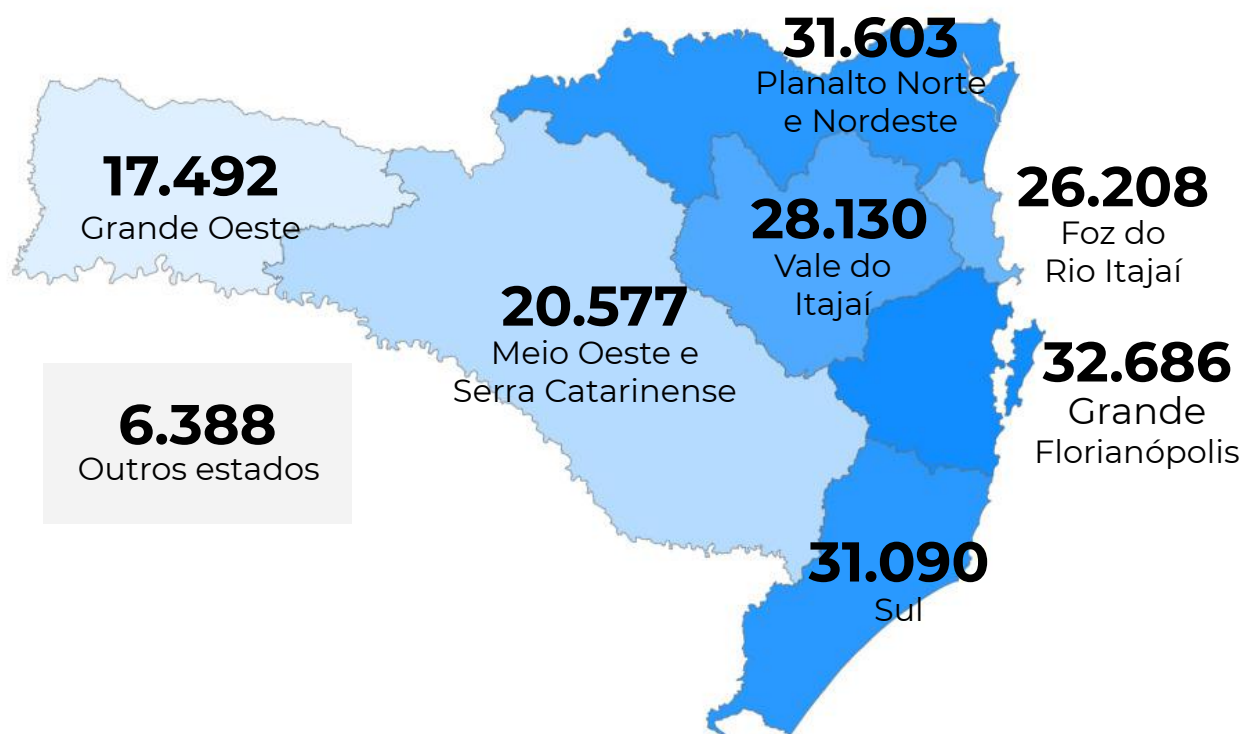 31.603
Planalto Norte
e Nordeste
17.492
Grande Oeste
28.130
Vale do
Itajaí
26.208
Foz do
Rio Itajaí
20.577
Meio Oeste e
Serra Catarinense
32.686
Grande
Florianópolis
6.388
Outros estados
31.090
Sul